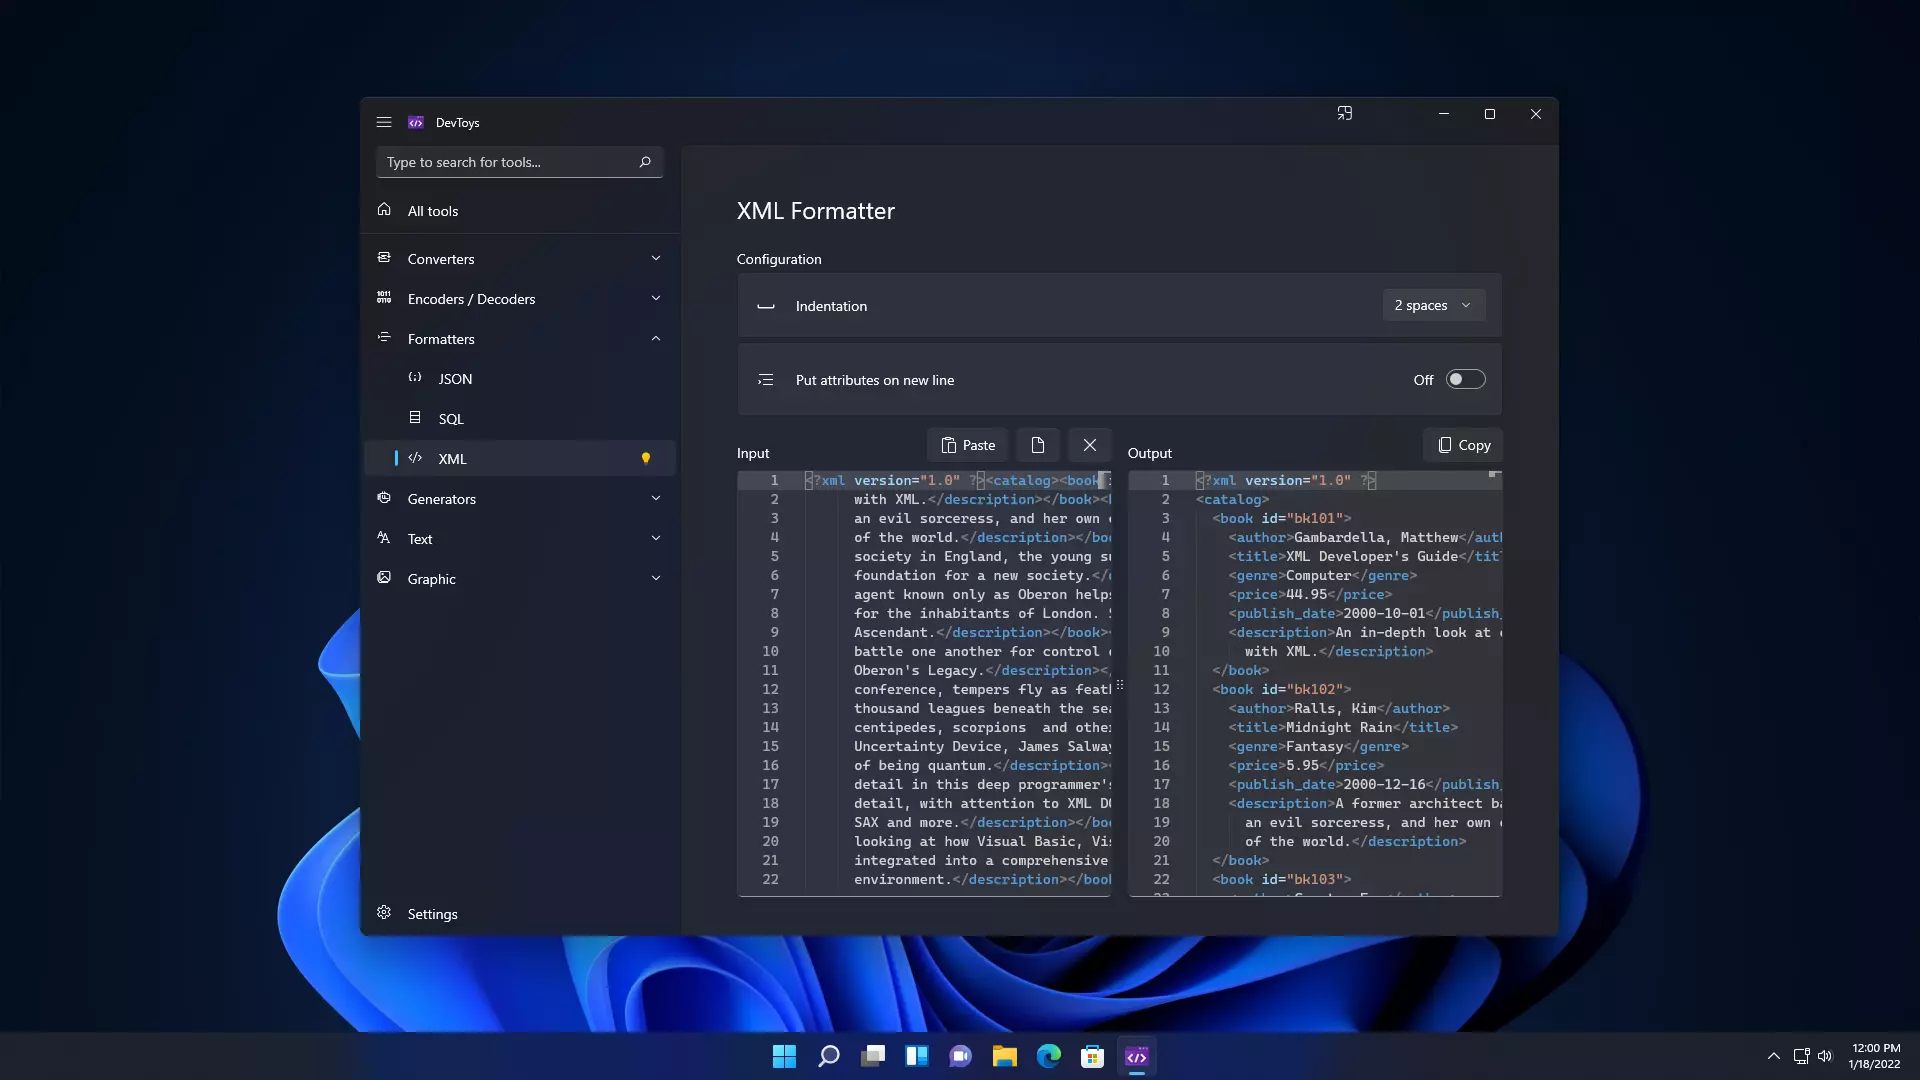 DevToys
Type to search for tools...
All tools
Converters
Encoders / Decoders
Formatters
JSON
SQL
XML
Generators
Text
Graphic
Settings
XML Formatter
Configuration
Indentation
2 spaces
Put attributes on new line
Off
Input
Paste
1 <?xml version="1.0" ?><catalog><book
2 with XML.</description></book><
3 an evil sorceress, and her own
4 of the world.</description></bo
5 society in England, the young s
6 foundation for a new society.</
7 agent known only as Oberon help
8 for the inhabitants of London.
9 Ascendant.</description></book>
10 battle one another for control
11 Oberon's Legacy.</description><
12 conference, tempers fly as feat
13 thousand leagues beneath the se
14 centipedes, scorpions  and othe
15 Uncertainty Device, James Salwa
16 of being quantum.</description>
17 detail in this deep programmer'
18 detail, with attention to XML D
19 SAX and more.</description></bo
20 looking at how Visual Basic, Vi
21 integrated into a comprehensive
22 environment.</description></boo
Output
Copy
1 <?xml version="1.0" ?>
2 <catalog>
3 <book id="bk101">
4 <author>Gambardella, Matthew</aut
5 <title>XML Developer's Guide</tit
6 <genre>Computer</genre>
7 <price>44.95</price>
8 <publish_date>2000-10-01</publish_
9 <description>An in-depth look at
10 with XML.</description>
11 </book>
12 <book id="bk102">
13 <author>Ralls, Kim</author>
14 <title>Midnight Rain</title>
15 <genre>Fantasy</genre>
16 <price>5.95</price>
17 <publish_date>2000-12-16</publish_
18 <description>A former architect b
19 an evil sorceress, and her own
20 of the world.</description>
21 </book>
22 <book id="bk103">
12:00 PM
1/18/2022